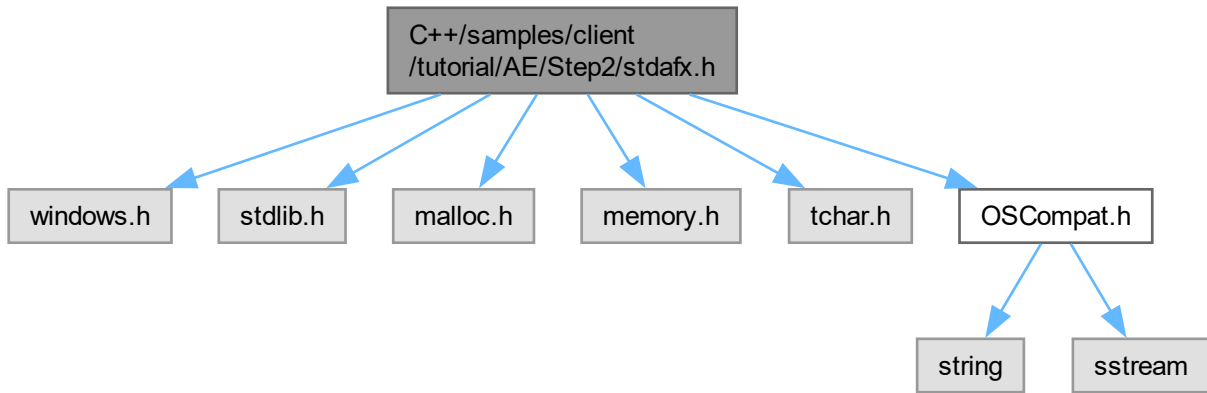 C++/samples/client
/tutorial/AE/Step2/stdafx.h
windows.h
stdlib.h
malloc.h
memory.h
tchar.h
OSCompat.h
string
sstream